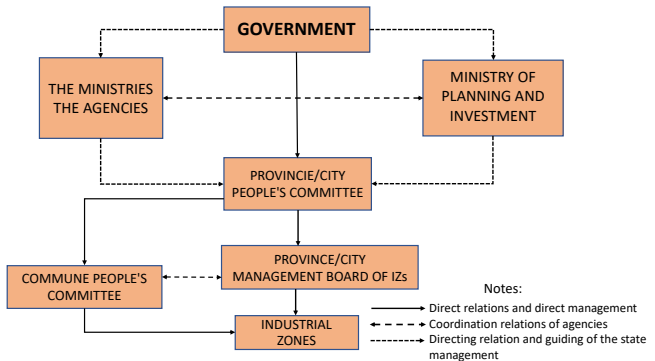 GOVERNMENT
THE MINISTRIES
THE AGENCIES
MINISTRY OF
PLANNING AND
INVESTMENT
PROVINCIE/CITY
PEOPLE'S COMMITTEE
PROVINCE/CITY
MANAGEMENT BOARD OF IZs
COMMUNE PEOPLE'S
COMMITTEE
INDUSTRIAL
ZONES
Notes:
Direct relations and direct management
Coordination relations of agencies
Directing relation and guiding of the state
management